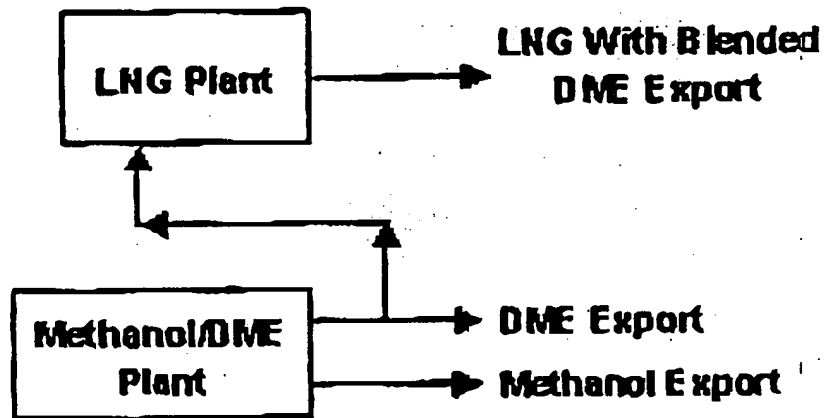 LNG Plant
LNG With Blended
DME Export
Methanol/DME
Plant
DME Export
Methanol Export